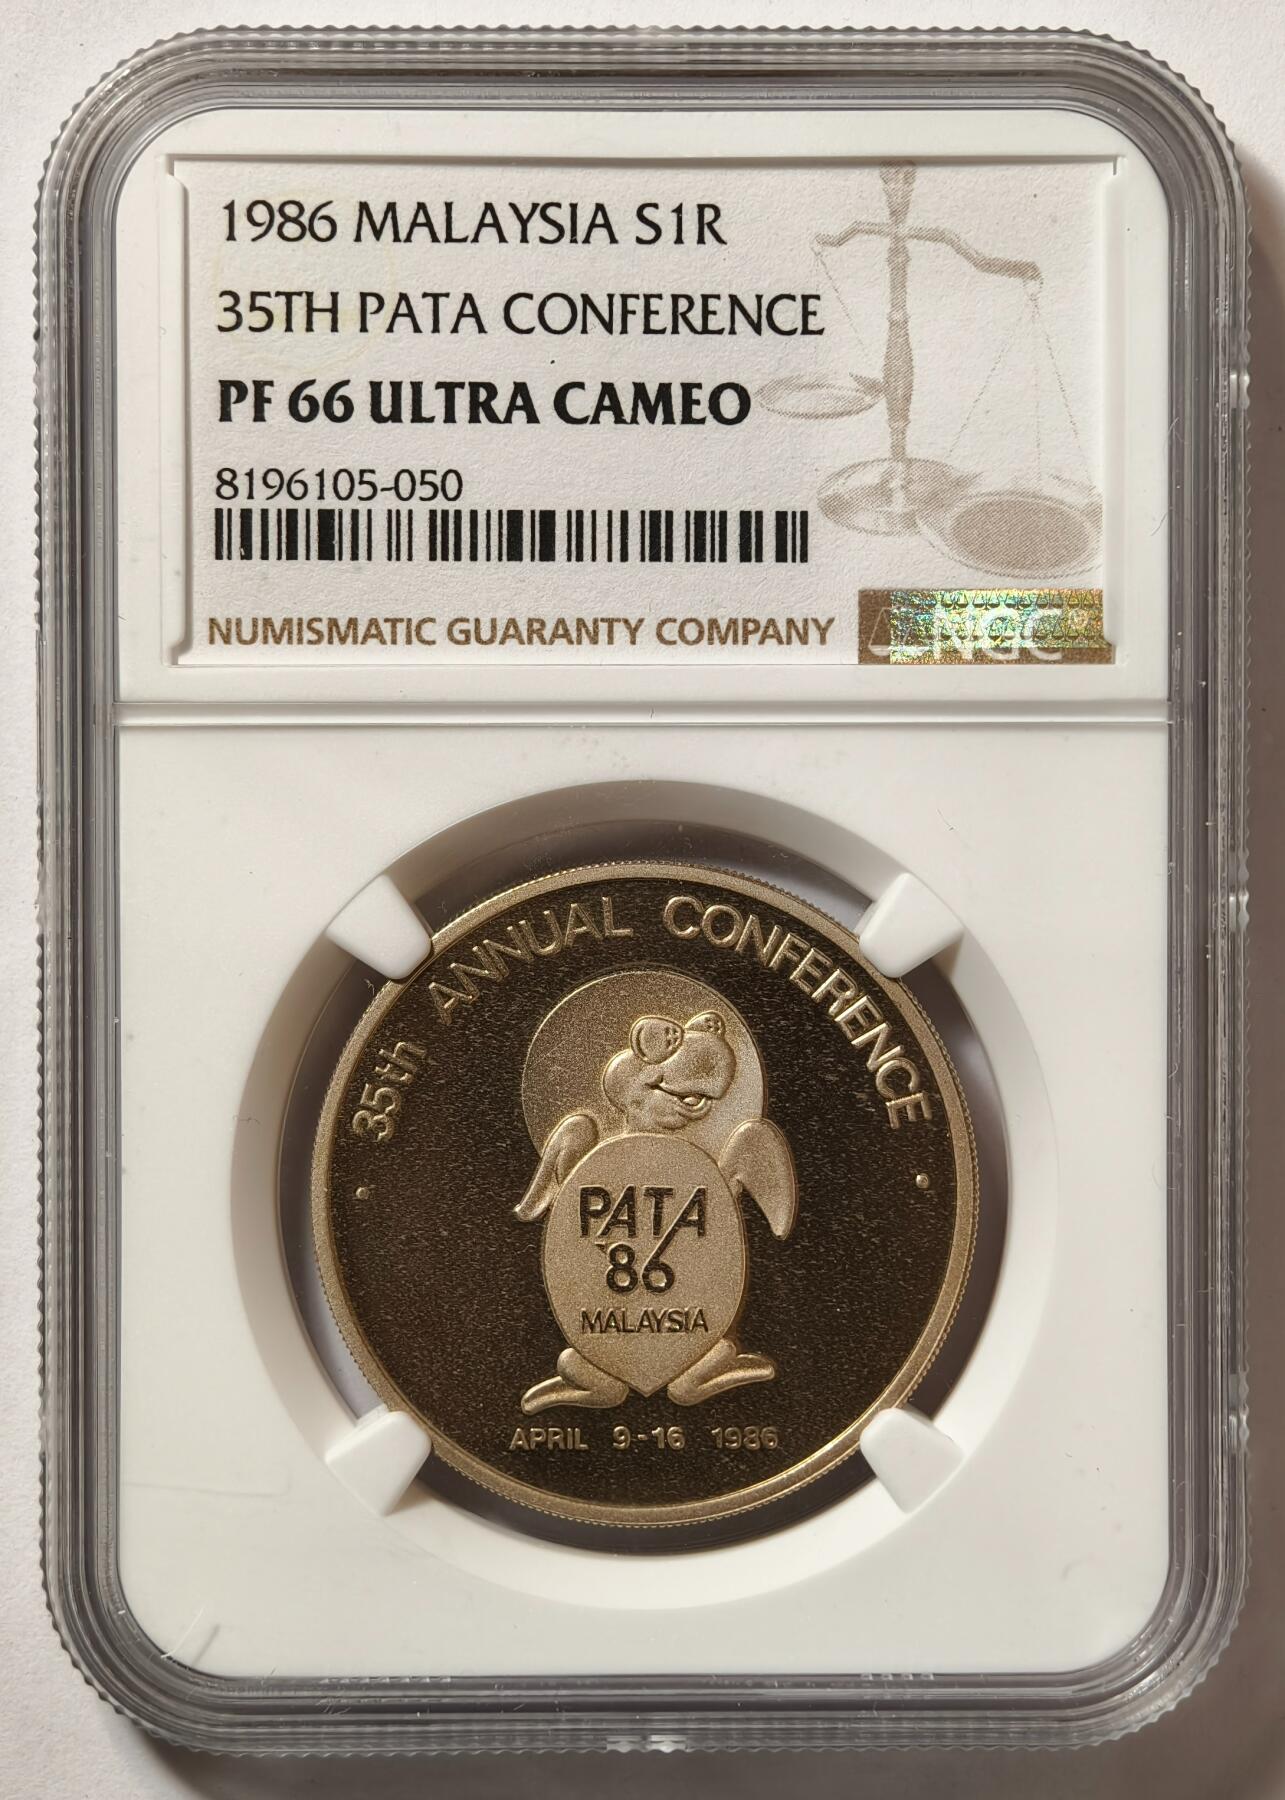 1986 MALAYSIA S1R
35TH PATA CONFERENCE
PF 66 ULTRA CAMEO
8196105-050
NUMISMATIC GUARANTY COMPANY
NGC
35th ANNUAL CONFERENCE
PATA
'86
MALAYSIA
APRIL 9-16 1986